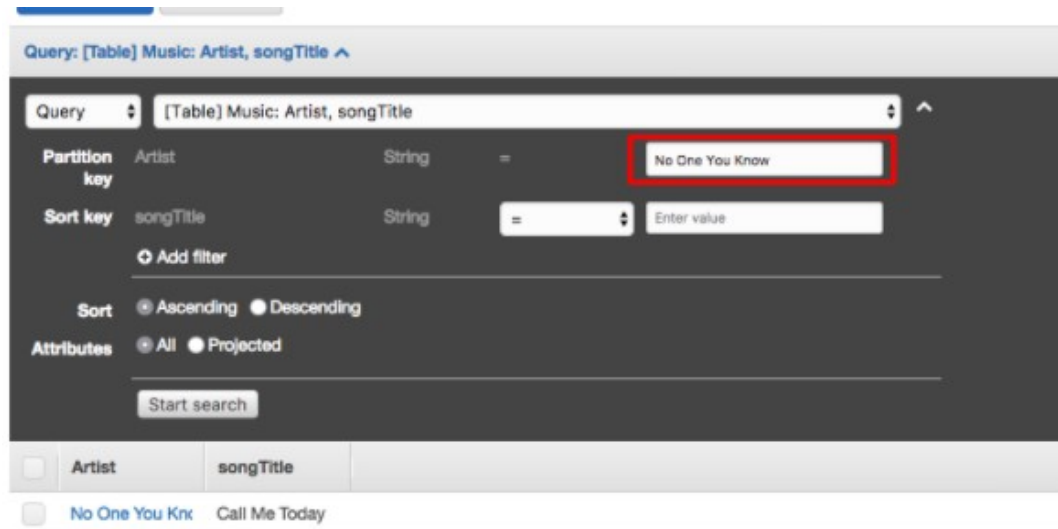 Query: [Table] Music: Artist, songTitle
Query [Table] Music: Artist, songTitle
Partition key Artist String = No One You Know
Sort key songTitle String = Enter value
Add filter
Sort Ascending Descending
Attributes All Projected
Start search
Artist songTitle
No One You Knc Call Me Today